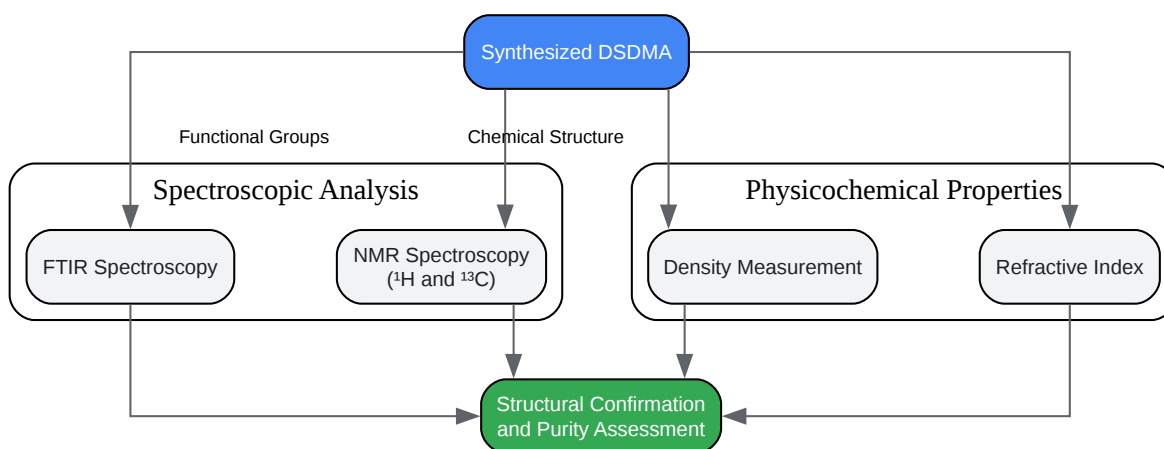 Synthesized DSDMA
Functional Groups
Chemical Structure
Spectroscopic Analysis
Physicochemical Properties
FTIR Spectroscopy
NMR Spectroscopy
(¹H and ¹³C)
Density Measurement
Refractive Index
Structural Confirmation
and Purity Assessment